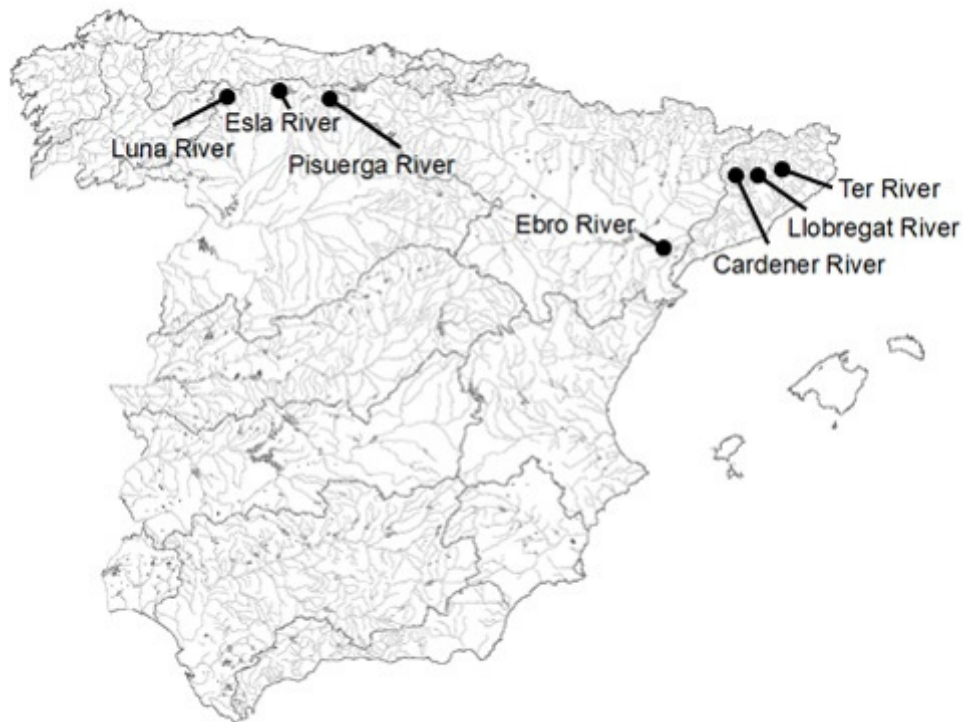 Esla River
Luna River
Pisuerga River
Ter River
Ebro River
Llobregat River
Cardener River